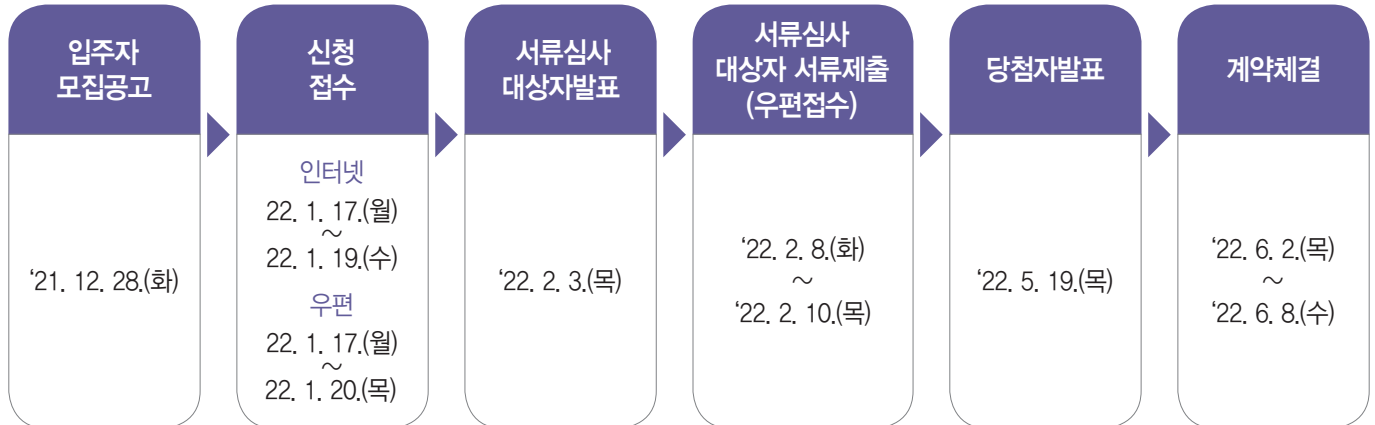 입주자
모집공고
‘21. 12. 28.(화)
신청
접수
인터넷
22. 1. 17.(월)
~
22. 1. 19.(수)
우편
22. 1. 17.(월)
~
22. 1. 20.(목)
서류심사
대상자발표
‘22. 2. 3.(목)
서류심사
대상자 서류제출
(우편접수)
‘22. 2. 8.(화)
~
‘22. 2. 10.(목)
당첨자발표
‘22. 5. 19.(목)
계약체결
‘22. 6. 2.(목)
~
‘22. 6. 8.(수)